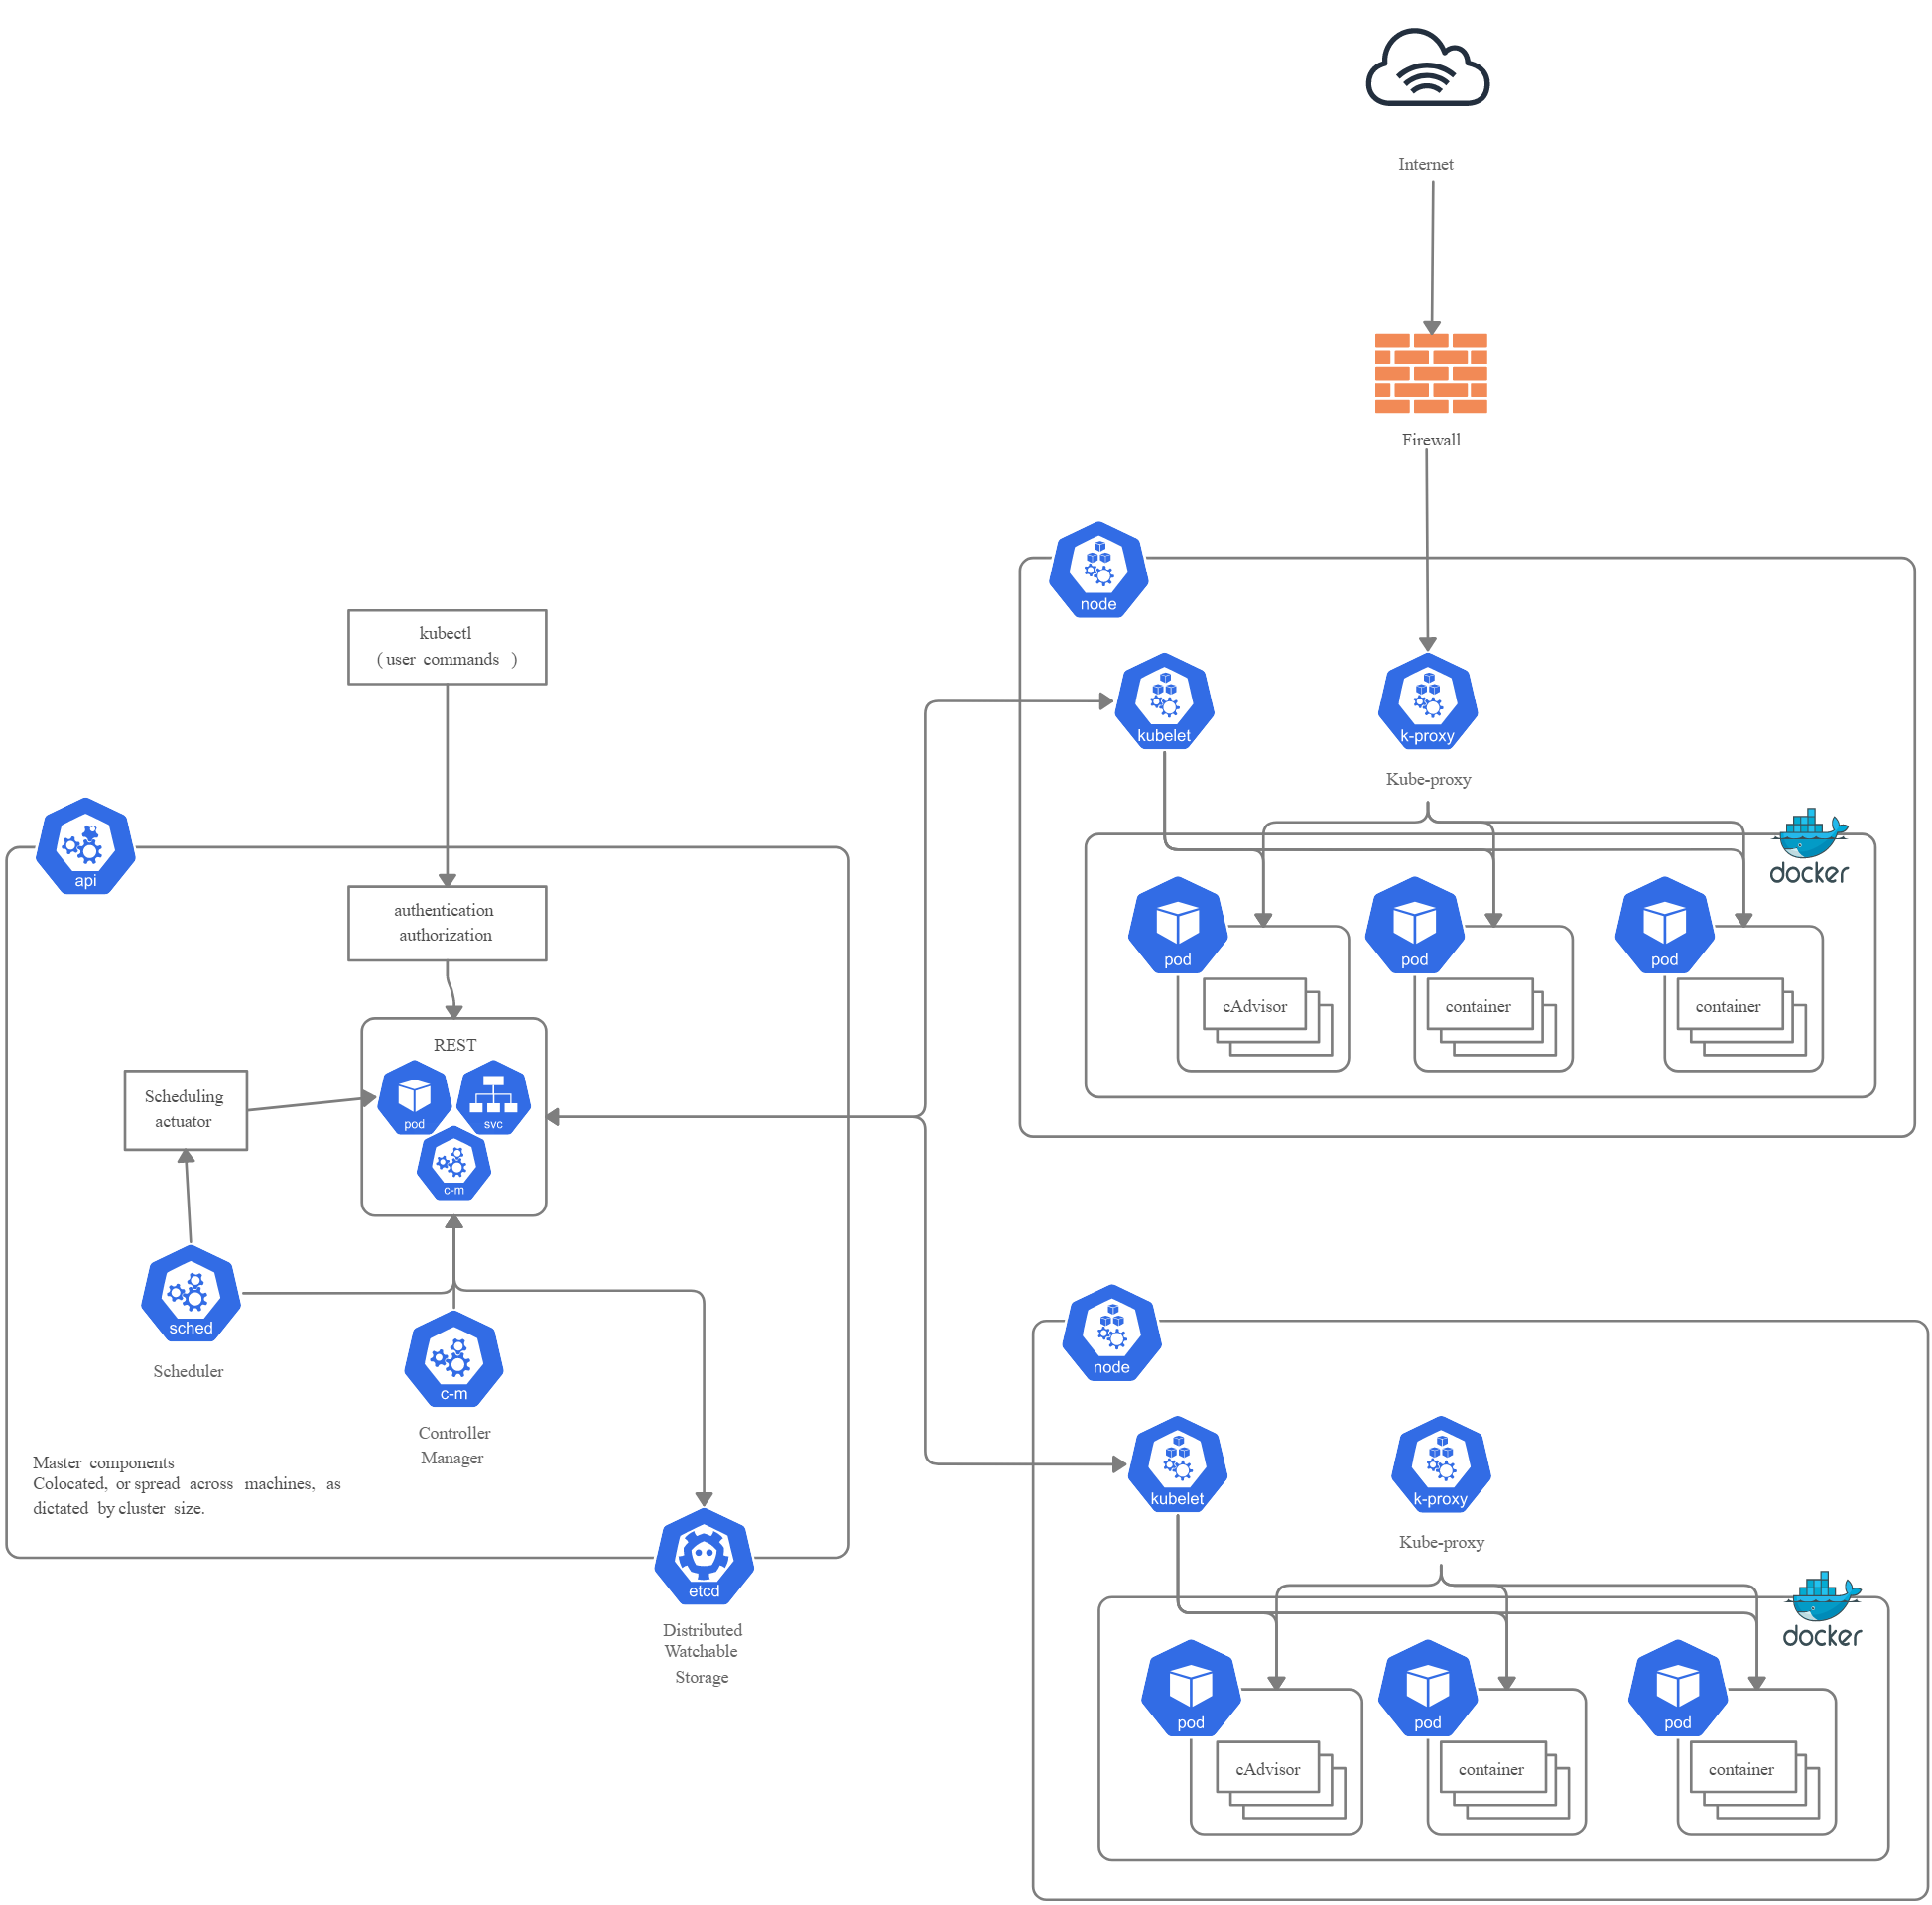 Internet
Firewall
node
kubectl
( user commands )
kubelet
k-proxy
Kube-proxy
docker
api
authentication
authorization
pod
pod
pod
cAdvisor
container
container
REST
pod
svc
c-m
Scheduling
actuator
sched
Scheduler
c-m
Controller
Manager
Master components
Colocated, or spread across machines, as
dictated by cluster size.
etcd
Distributed
Watchable
Storage
node
kubelet
k-proxy
Kube-proxy
docker
pod
pod
pod
cAdvisor
container
container